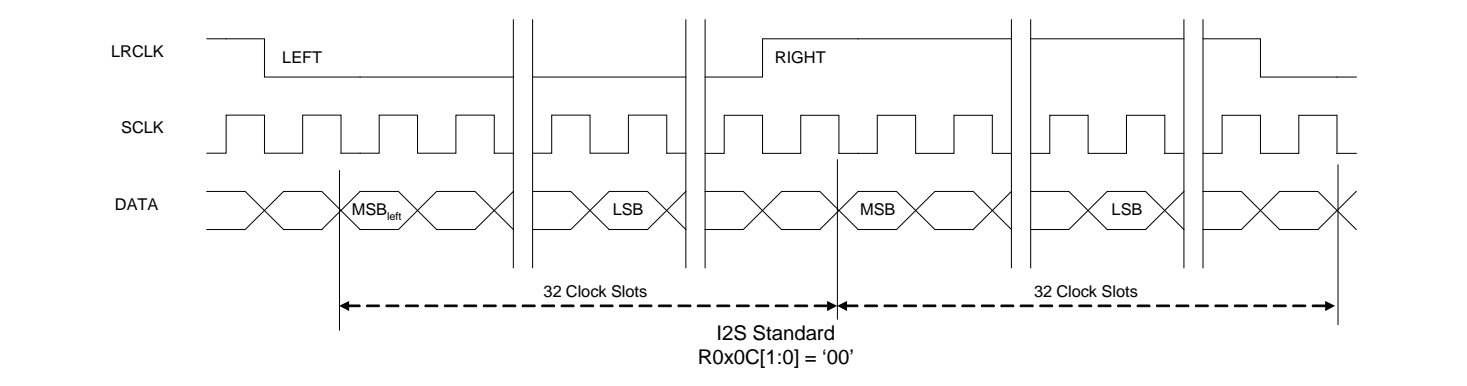 LRCLK LEFT RIGHT
SCLK
DATA MSBleft LSB MSB LSB
32 Clock Slots 32 Clock Slots
I2S Standard
R0x0C[1:0] = ‘00’